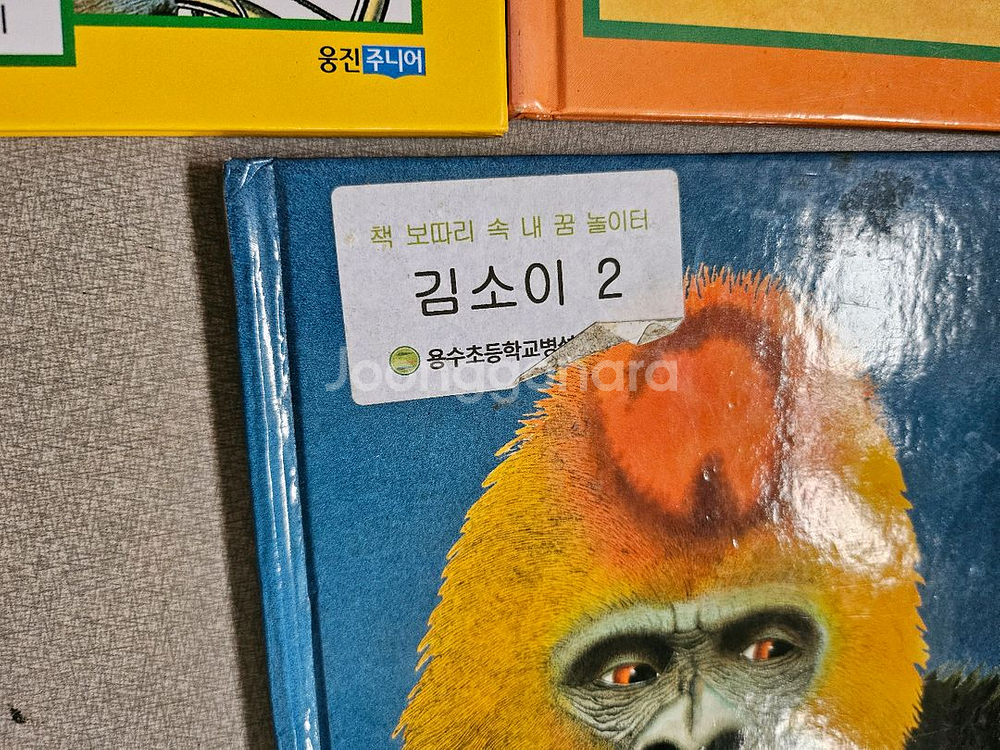 웅진주니어
책 보따리 속 내 꿈 놀이터
김소이 2
용수초등학교병설
Joonggonara